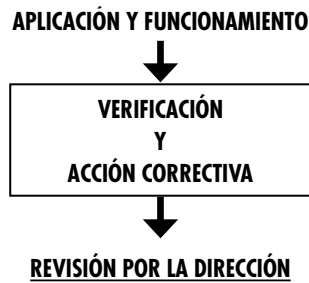 APLICACIÓN Y FUNCIONAMIENTO
VERIFICACIÓN
Y
ACCIÓN CORRECTIVA
REVISIÓN POR LA DIRECCIÓN